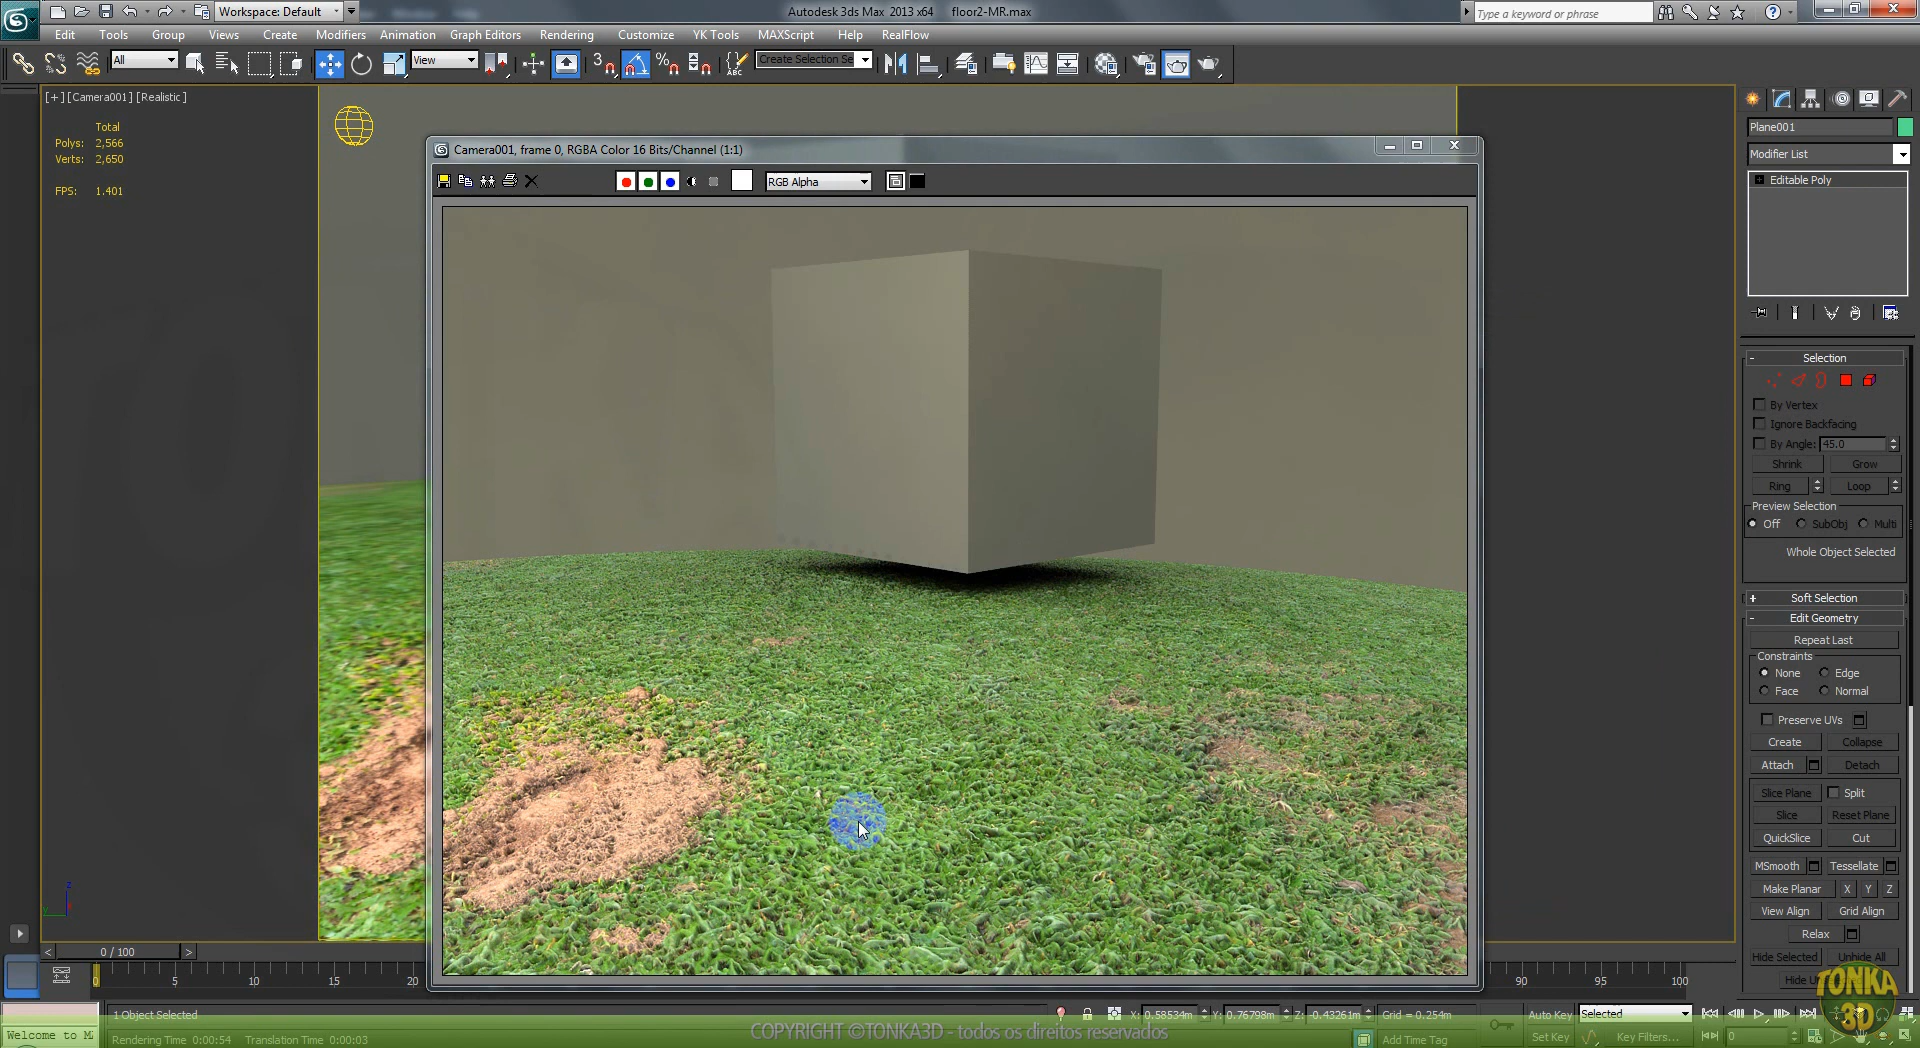 Workspace: Default
Autodesk 3ds Max 2013 x64 floor2-MR.max
Type a keyword or phrase
Edit Tools Group Views Create Modifiers Animation Graph Editors Rendering Customize YK Tools MAXScript Help RealFlow
All View 3 Create Selection Se
[+][Camera001][Realistic]
Total
Polys: 2,566
Verts: 2,650
FPS: 1.401
Camera001, frame 0, RGBA Color 16 Bits/Channel (1:1)
RGB Alpha
Plane001
Modifier List
Editable Poly
Selection
By Vertex
Ignore Backfacing
By Angle: 45.0
Shrink Grow
Ring Loop
Preview Selection
Off SubObj Multi
Whole Object Selected
Soft Selection
Edit Geometry
Repeat Last
Constraints
None Edge
Face Normal
Preserve UVs
Create Collapse
Attach Detach
Slice Plane Split
Slice Reset Plane
QuickSlice Cut
MSmooth Tessellate
Make Planar X Y Z
View Align Grid Align
Relax
Hide Selected Unhide All
TONKA
3D
0 / 100
0 5 10 15 20 90 95 100
1 Object Selected X: 0.58534m Y: 0.76798m Z: -0.43261m Grid = 0.254m Auto Key Selected
Welcome to M
Rendering Time 0:00:54 Translation Time 0:00:03
COPYRIGHT ©TONKA3D - todos os direitos reservados
Add Time Tag
Set Key Key Filters... 0